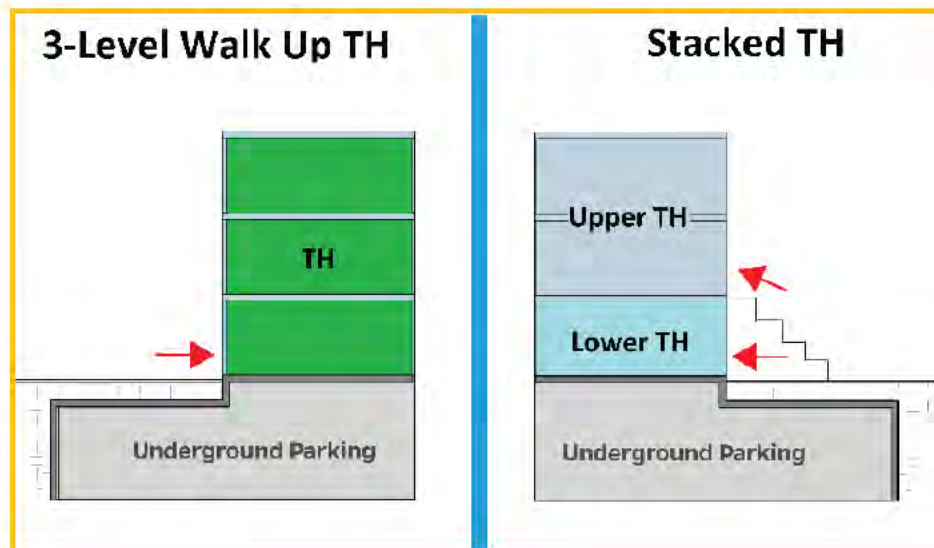 3-Level Walk Up TH
TH
Underground Parking
Stacked TH
Upper TH
Lower TH
Underground Parking